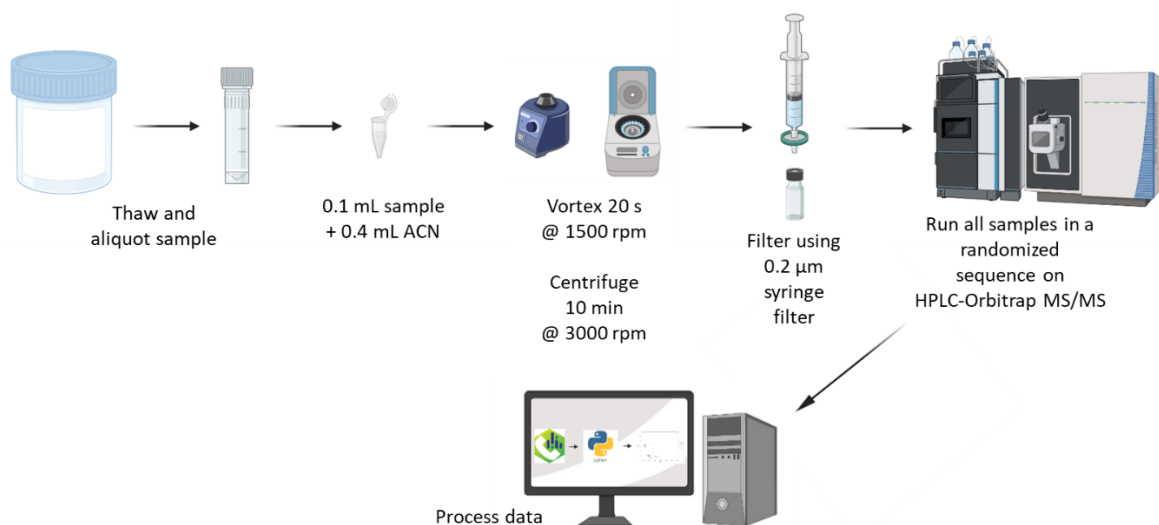 Thaw and
aliquot sample
0.1 mL sample
+ 0.4 mL ACN
Vortex 20 s
@ 1500 rpm
Centrifuge
10 min
@ 3000 rpm
Filter using
0.2 µm
syringe
filter
Run all samples in a
randomized
sequence on
HPLC-Orbitrap MS/MS
Process data